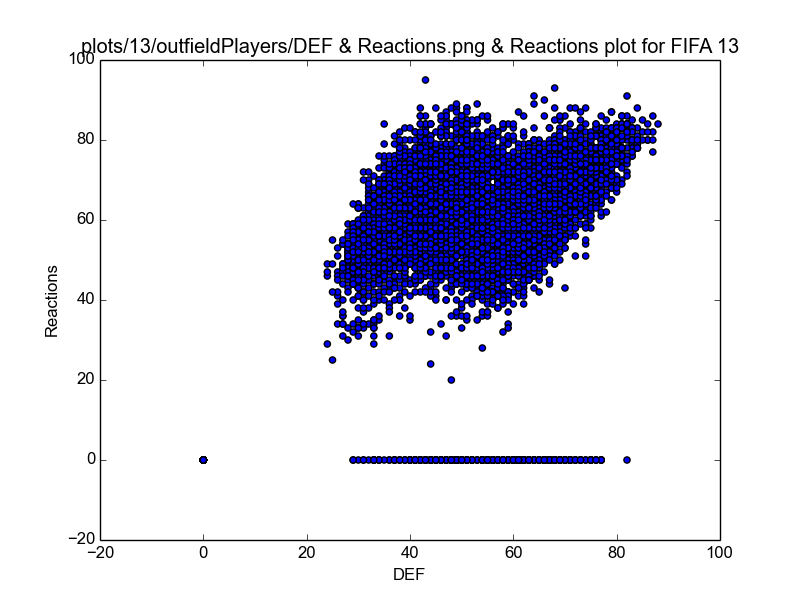 plots/13/outfieldPlayers/DEF & Reactions.png & Reactions plot for FIFA 13
100
80
60
40
20
0
−20
Reactions
−20 0 20 40 60 80 100
DEF